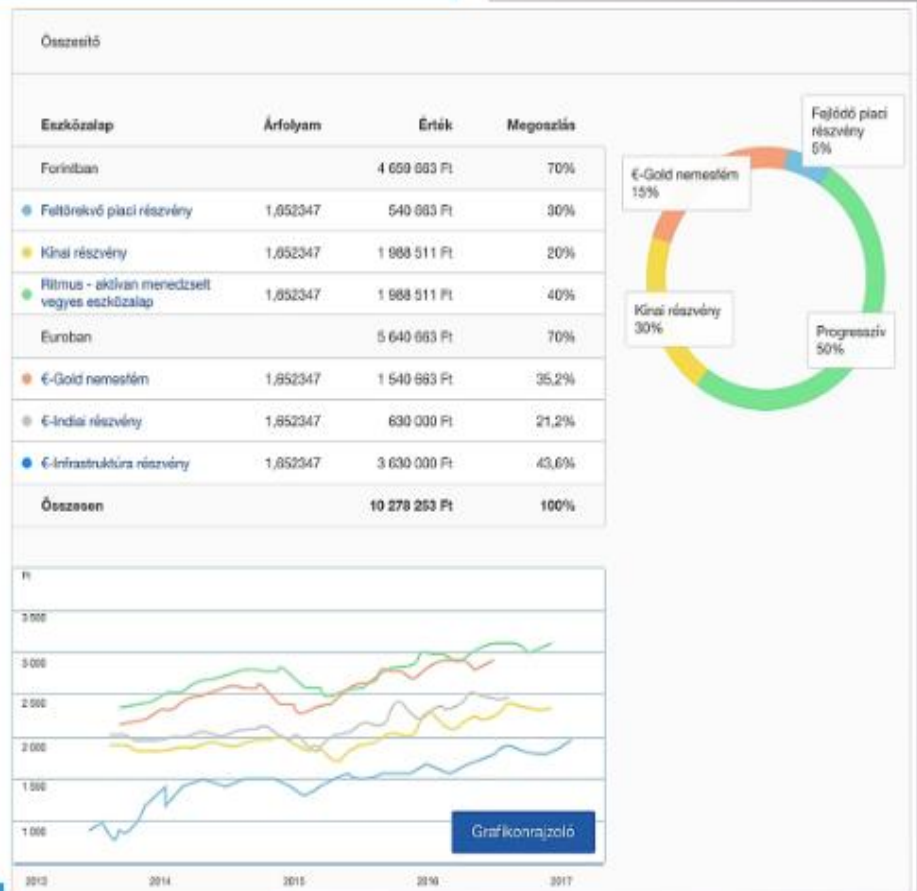 Összesítő
Eszközalap Árfolyam Érték Megoszlás
Forintban 4 659 663 Ft 70%
Feltörekvő piaci részvény 1,652347 540 663 Ft 30%
Kínai részvény 1,652347 1 988 511 Ft 20%
Ritmus - aktívan menedzselt
vegyes eszközalap 1,652347 1 988 511 Ft 40%
Euroban 5 640 663 Ft 70%
€-Gold nemesfém 1,652347 1 540 663 Ft 35,2%
€-Indiai részvény 1,652347 630 000 Ft 21,2%
€-Infrastruktúra részvény 1,652347 3 630 000 Ft 43,6%
Összesen 10 278 253 Ft 100%
Fejlődő piaci
részvény
5%
€-Gold nemesfém
15%
Kínai részvény
30%
Progresszív
50%
Ft
3 500
3 000
2 500
2 000
1 500
1 000
Grafikonrajzoló
2013 2014 2015 2016 2017